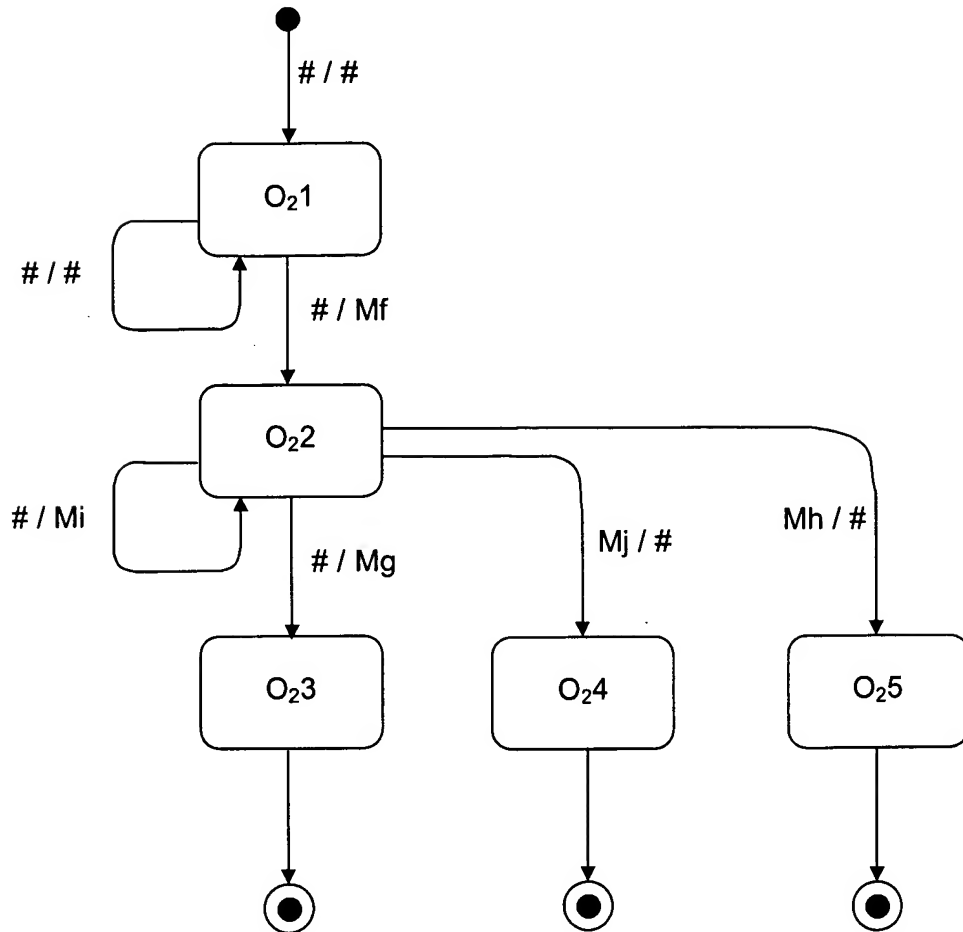 # / #
O₂1
# / #
# / Mf
O₂2
# / Mi
# / Mg
Mj / #
Mh / #
O₂3
O₂4
O₂5